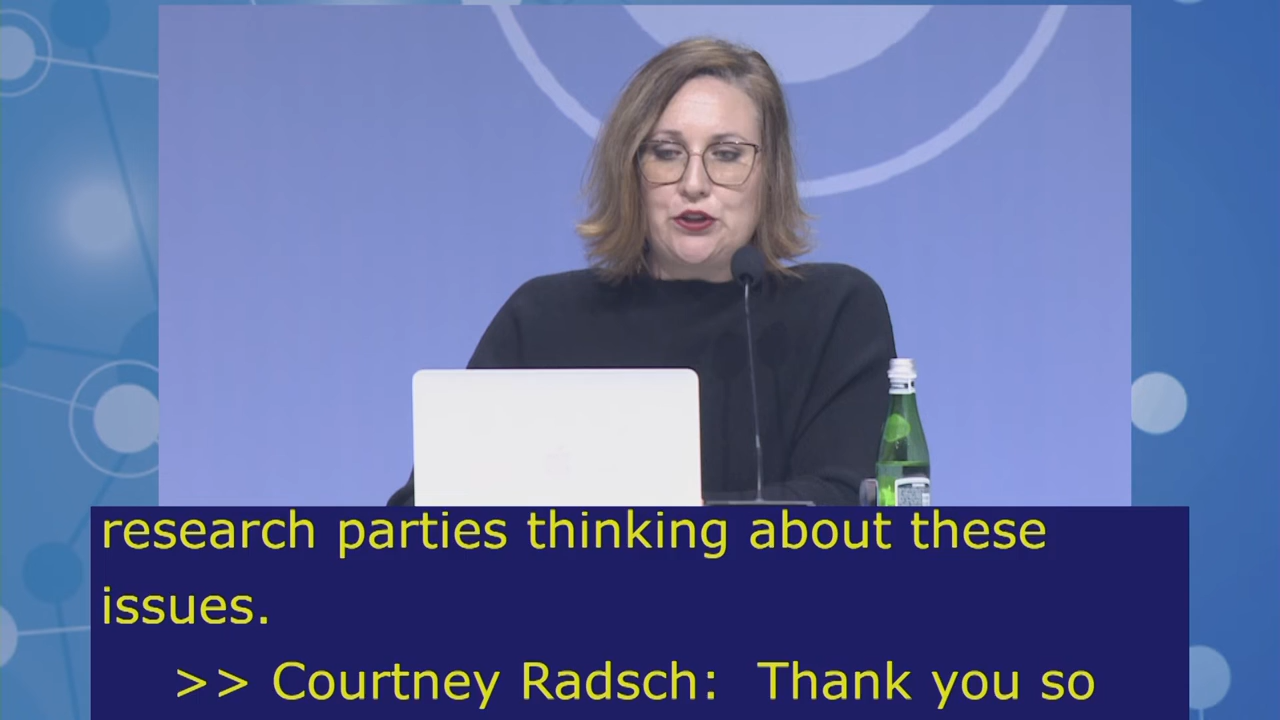 research parties thinking about these
issues.
>> Courtney Radsch: Thank you so